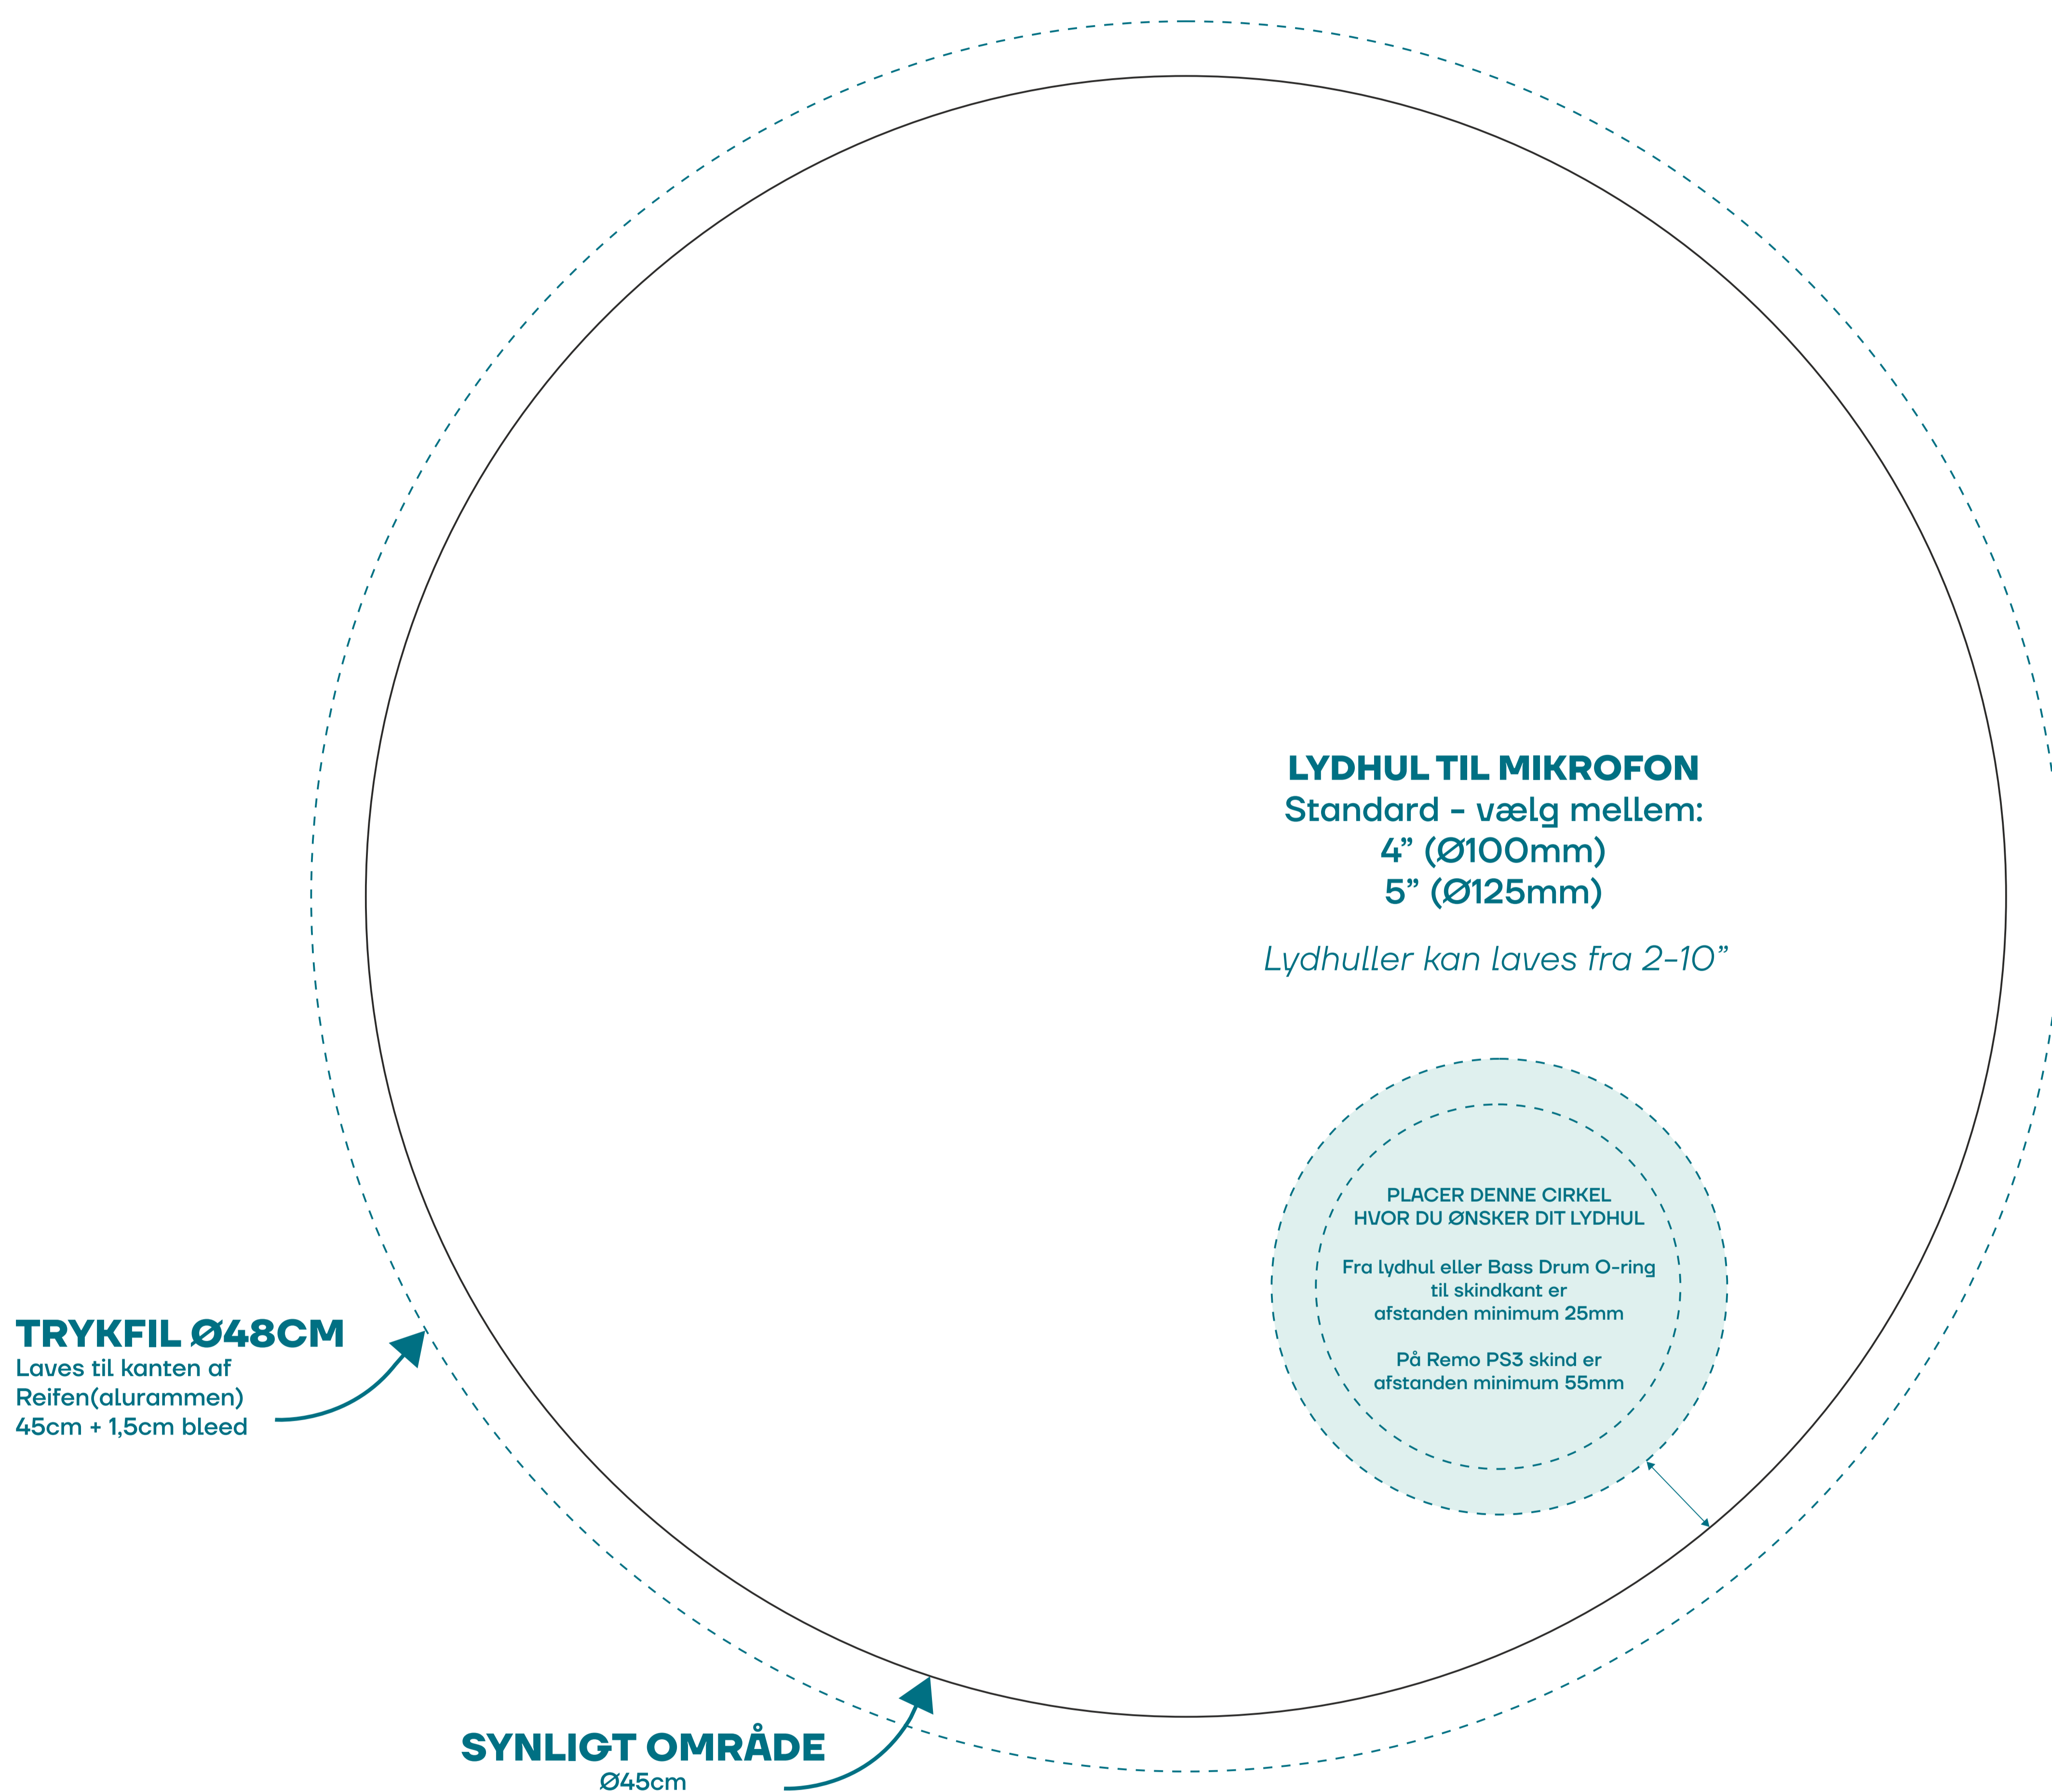 LYDHUL TIL MIKROFON
Standard - vælg mellem:
4” (Ø100mm)
5” (Ø125mm)
Lydhuller kan laves fra 2-10”
PLACER DENNE CIRKEL
HVOR DU ØNSKER DIT LYDHUL
Fra lydhul eller Bass Drum O-ring
til skindkant er
afstanden minimum 25mm
På Remo PS3 skind er
afstanden minimum 55mm
TRYKFIL Ø48CM
Laves til kanten af
Reifen(alurammen)
45cm + 1,5cm bleed
SYNLIGT OMRÅDE
Ø45cm